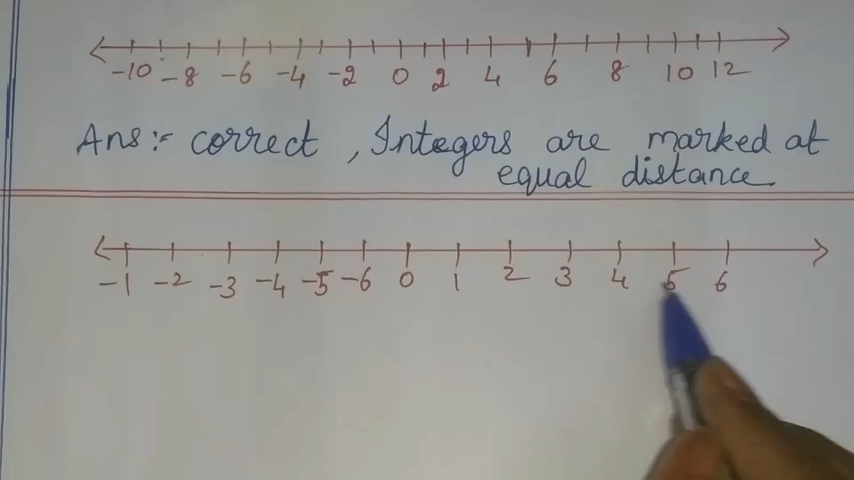 -10 -8 -6 -4 -2 0 2 4 6 8 10 12
Ans:- correct, Integers are marked at
equal distance.
-1 -2 -3 -4 -5 -6 0 1 2 3 4 5 6